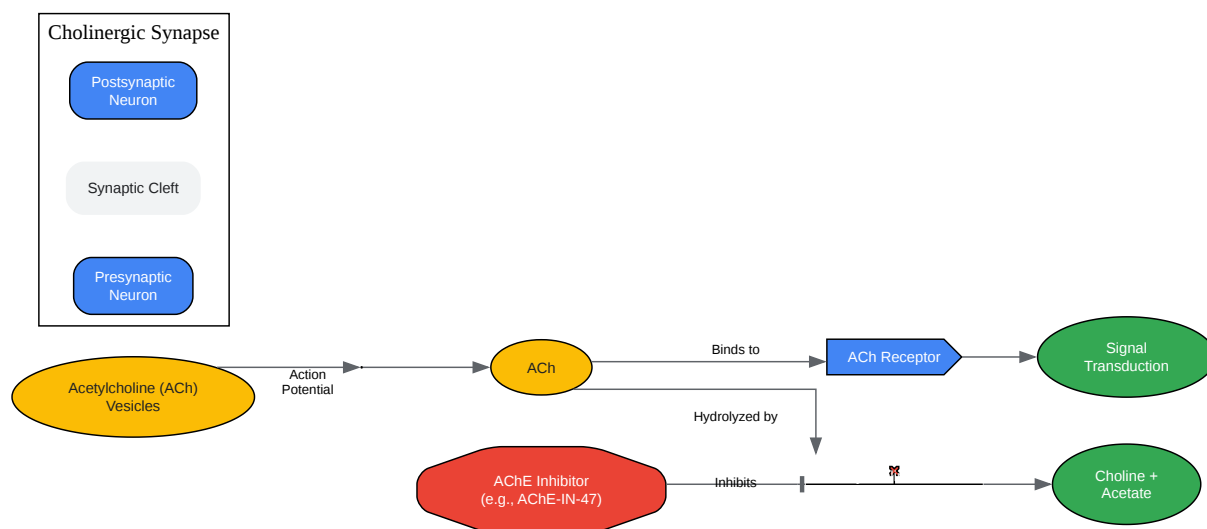 Cholinergic Synapse
Postsynaptic
Neuron
Synaptic Cleft
Presynaptic
Neuron
Acetylcholine (ACh)
Vesicles
Action
Potential
ACh
Binds to
ACh Receptor
Signal
Transduction
Hydrolyzed by
AChE Inhibitor
(e.g., AChE-IN-47)
Inhibits
Choline +
Acetate